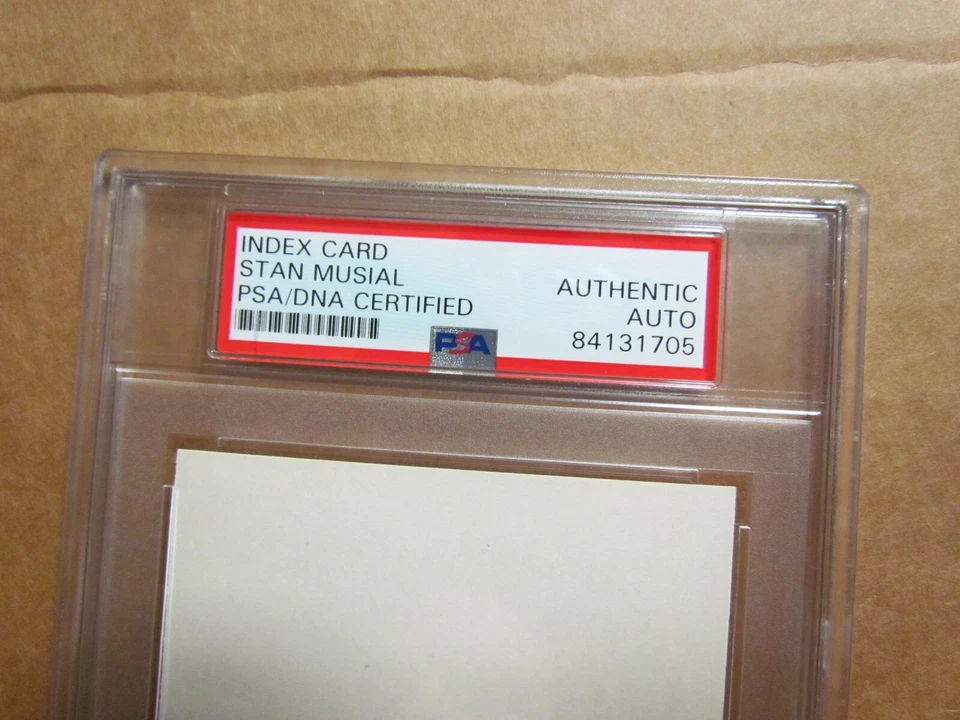 INDEX CARD
STAN MUSIAL
PSA/DNA CERTIFIED
AUTHENTIC
AUTO
84131705
PSA